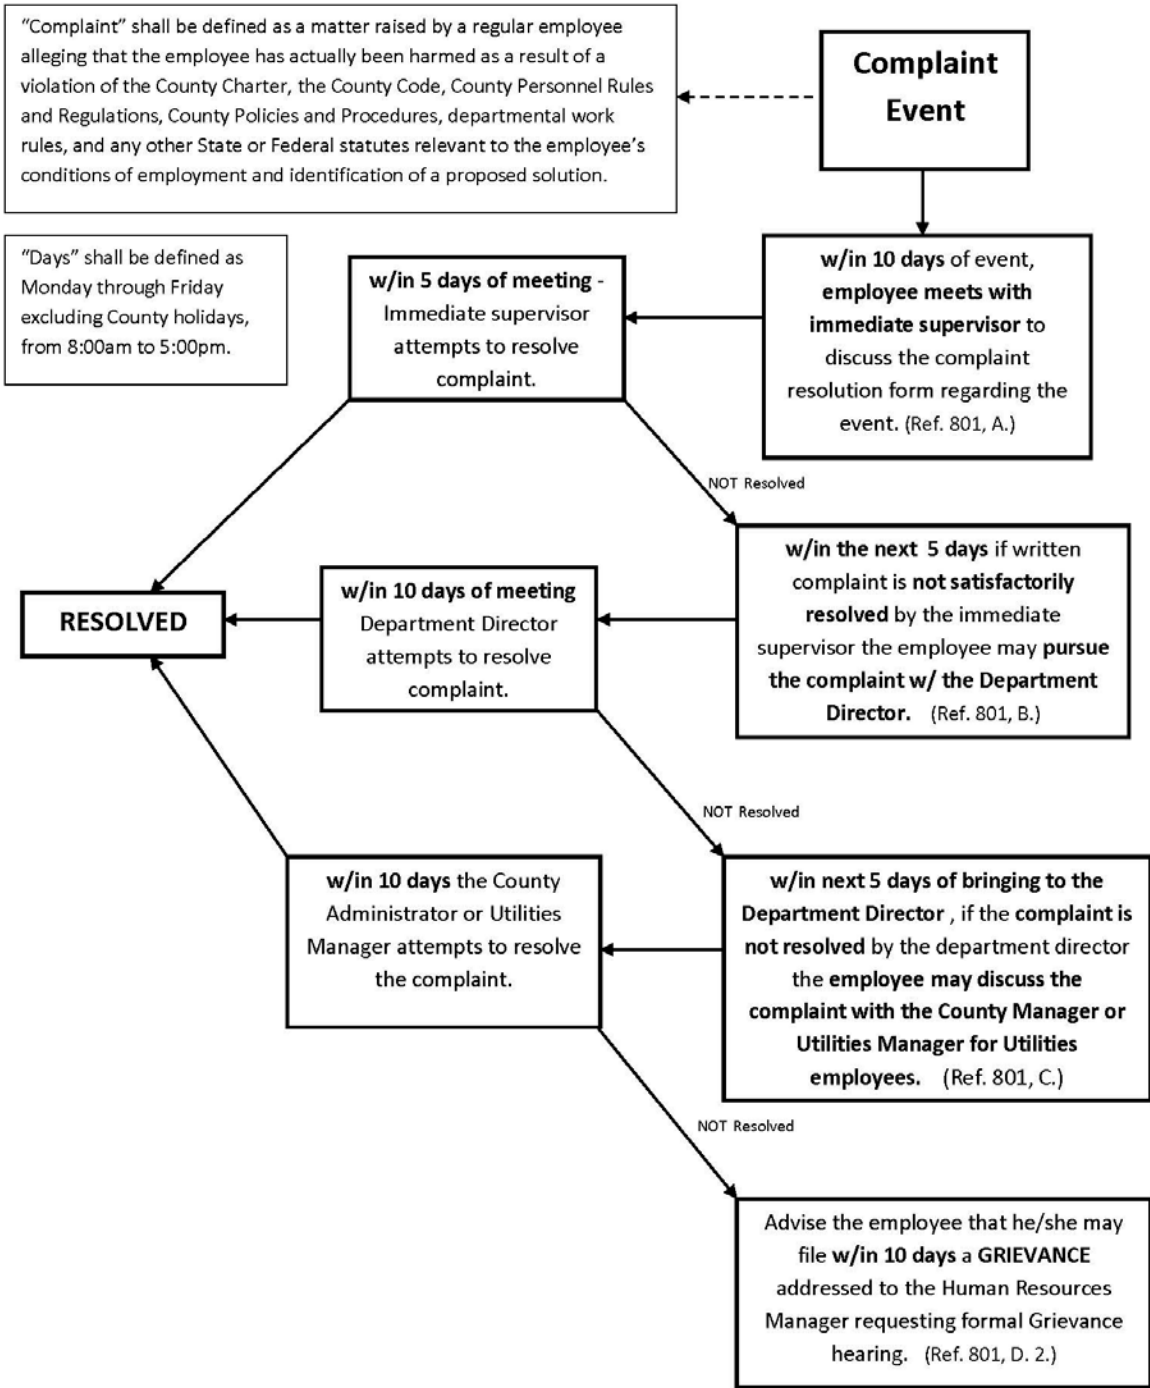 “Complaint” shall be defined as a matter raised by a regular employee
alleging that the employee has actually been harmed as a result of a
violation of the County Charter, the County Code, County Personnel Rules
and Regulations, County Policies and Procedures, departmental work
rules, and any other State or Federal statutes relevant to the employee’s
conditions of employment and identification of a proposed solution.
Complaint
Event
“Days” shall be defined as
Monday through Friday
excluding County holidays,
from 8:00am to 5:00pm.
w/in 10 days of event,
employee meets with
immediate supervisor to
discuss the complaint
resolution form regarding the
event. (Ref. 801, A.)
w/in 5 days of meeting -
Immediate supervisor
attempts to resolve
complaint.
NOT Resolved
w/in the next 5 days if written
complaint is not satisfactorily
resolved by the immediate
supervisor the employee may pursue
the complaint w/ the Department
Director. (Ref. 801, B.)
w/in 10 days of meeting
Department Director
attempts to resolve
complaint.
RESOLVED
NOT Resolved
w/in next 5 days of bringing to the
Department Director , if the complaint is
not resolved by the department director
the employee may discuss the
complaint with the County Manager or
Utilities Manager for Utilities
employees. (Ref. 801, C.)
w/in 10 days the County
Administrator or Utilities
Manager attempts to resolve
the complaint.
NOT Resolved
Advise the employee that he/she may
file w/in 10 days a GRIEVANCE
addressed to the Human Resources
Manager requesting formal Grievance
hearing. (Ref. 801, D. 2.)